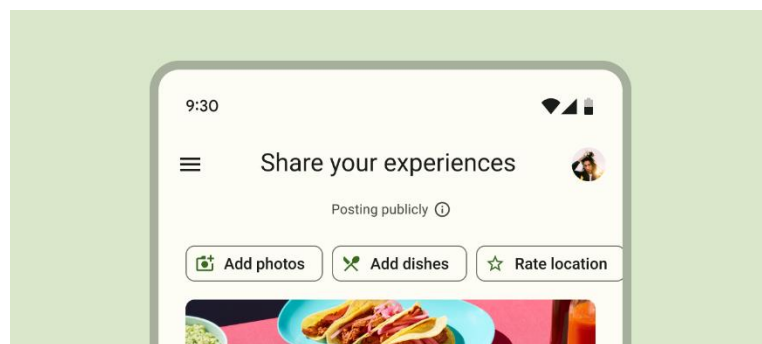 9:30
Share your experiences
Posting publicly
Add photos Add dishes Rate location